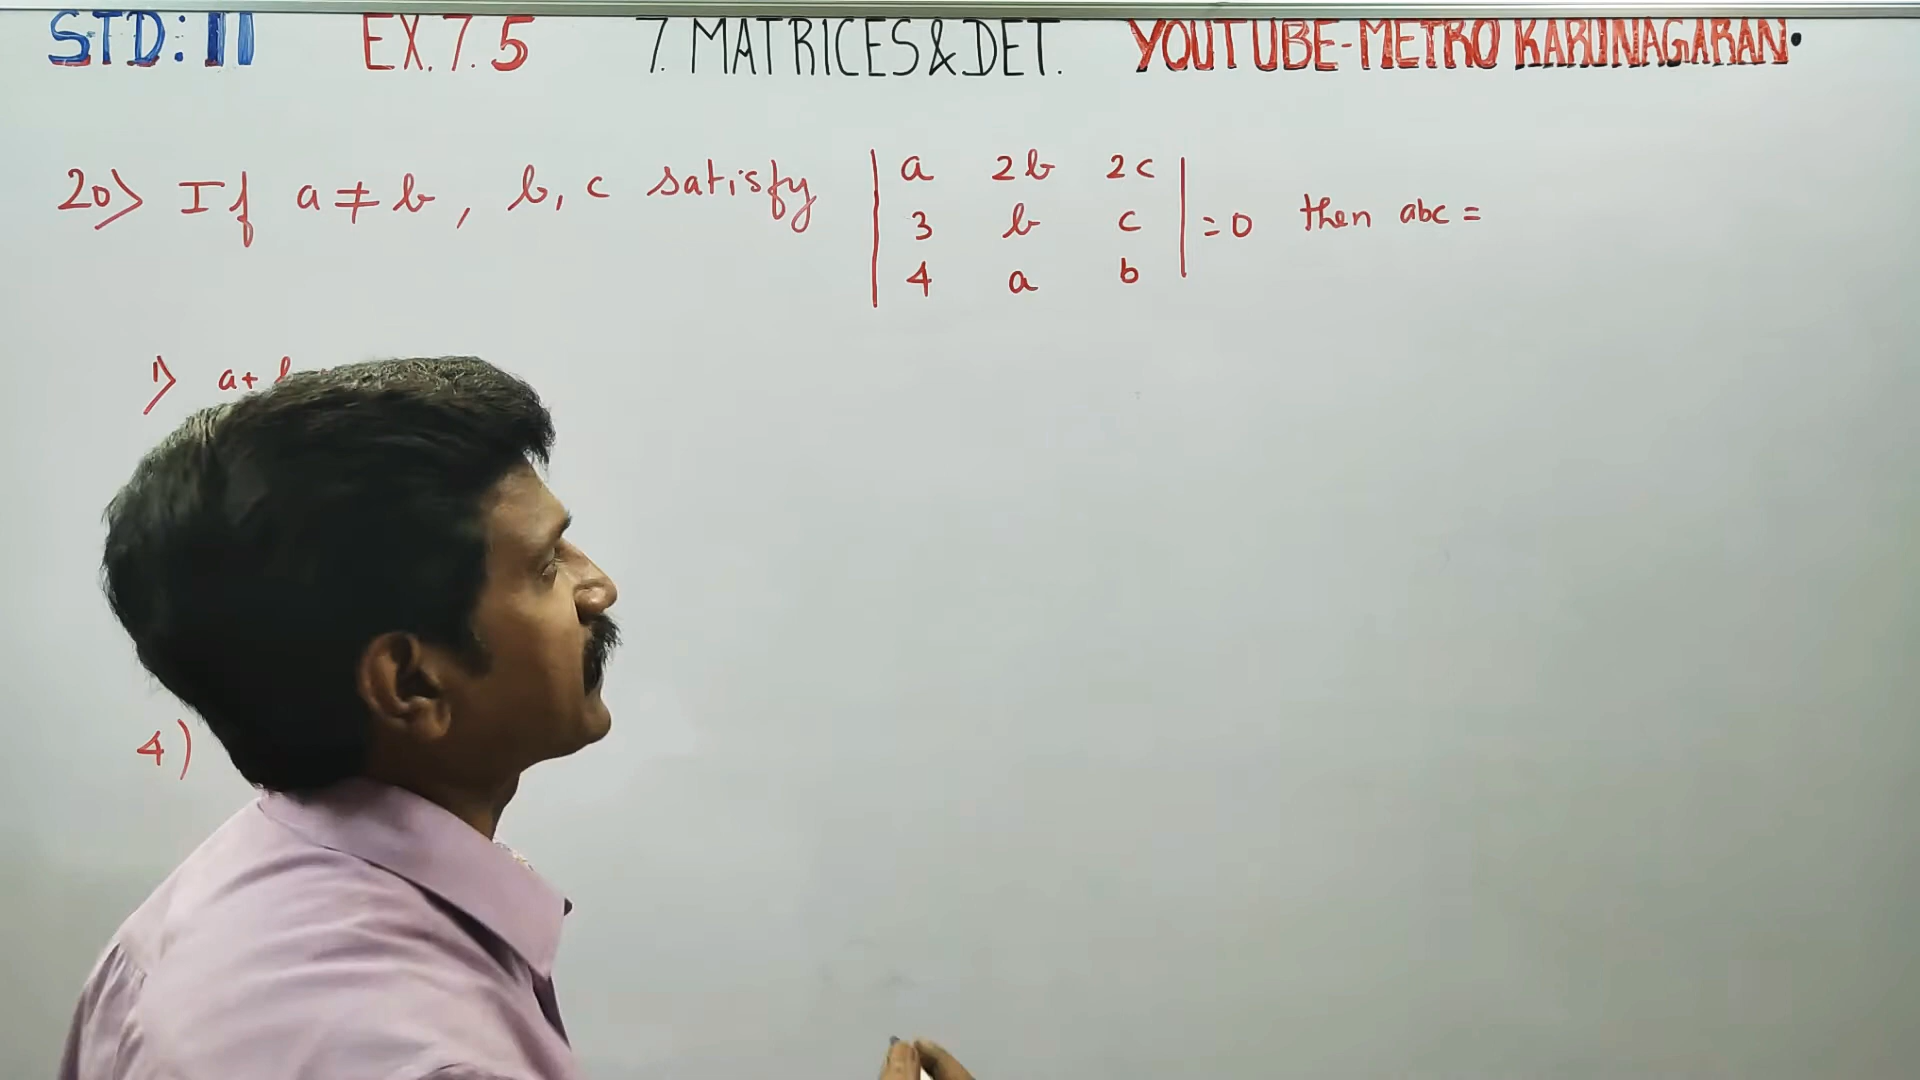 STD: 11 EX. 7.5 7. MATRICES & DET. YOUTUBE-METRO KARUNAGARAN.
20> If a ≠ b, b, c satisfy | a 2b 2c | = 0 then abc =
| 3 b c |
| 4 a b |
1> a+
4)